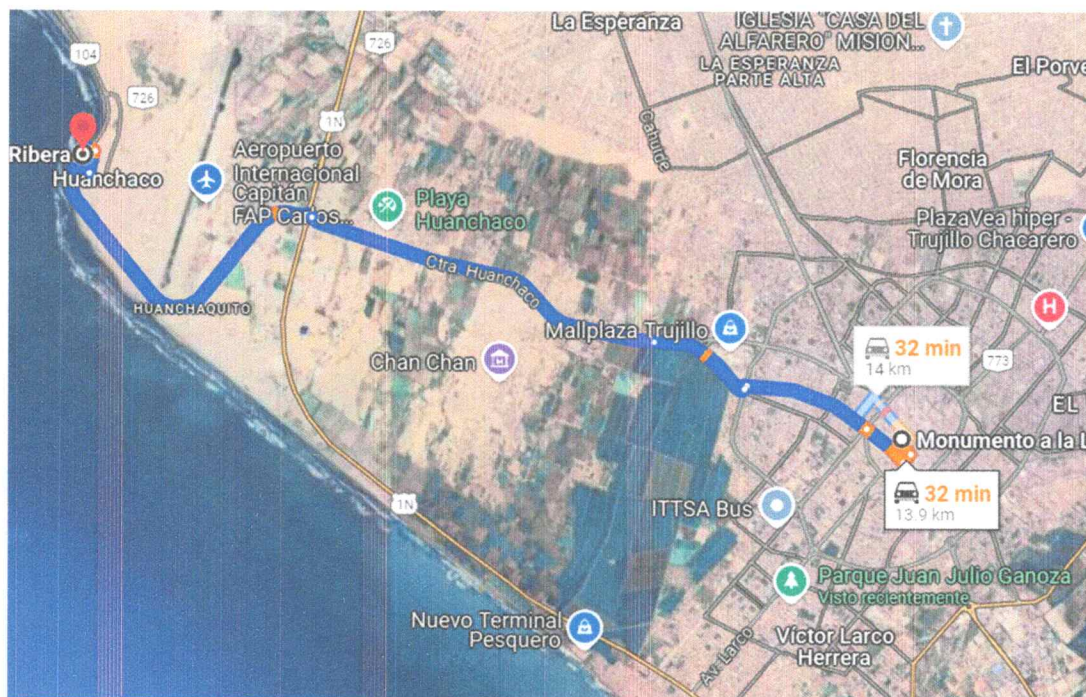 La Esperanza
IGLESIA "CASA DEL
ALFARERO" MISION...
LA ESPERANZA
PARTE ALTA
El Porve
726
104
726
1N
Cahuide
Ribera
Huanchaco
Aeropuerto
Internacional
Capitán
FAP Carlos...
Playa
Huanchaco
Florencia
de Mora
PlazaVea hiper -
Trujillo Chacarero
Ctra. Huanchaco
HUANCHAQUITO
H
Mallplaza Trujillo
Chan Chan
32 min
14 km
773
EL
Monumento a la L
32 min
13.9 km
1N
ITTSA Bus
Parque Juan Julio Ganoza
Visto recientemente
Nuevo Terminal
Pesquero
Av. Larco
Víctor Larco
Herrera